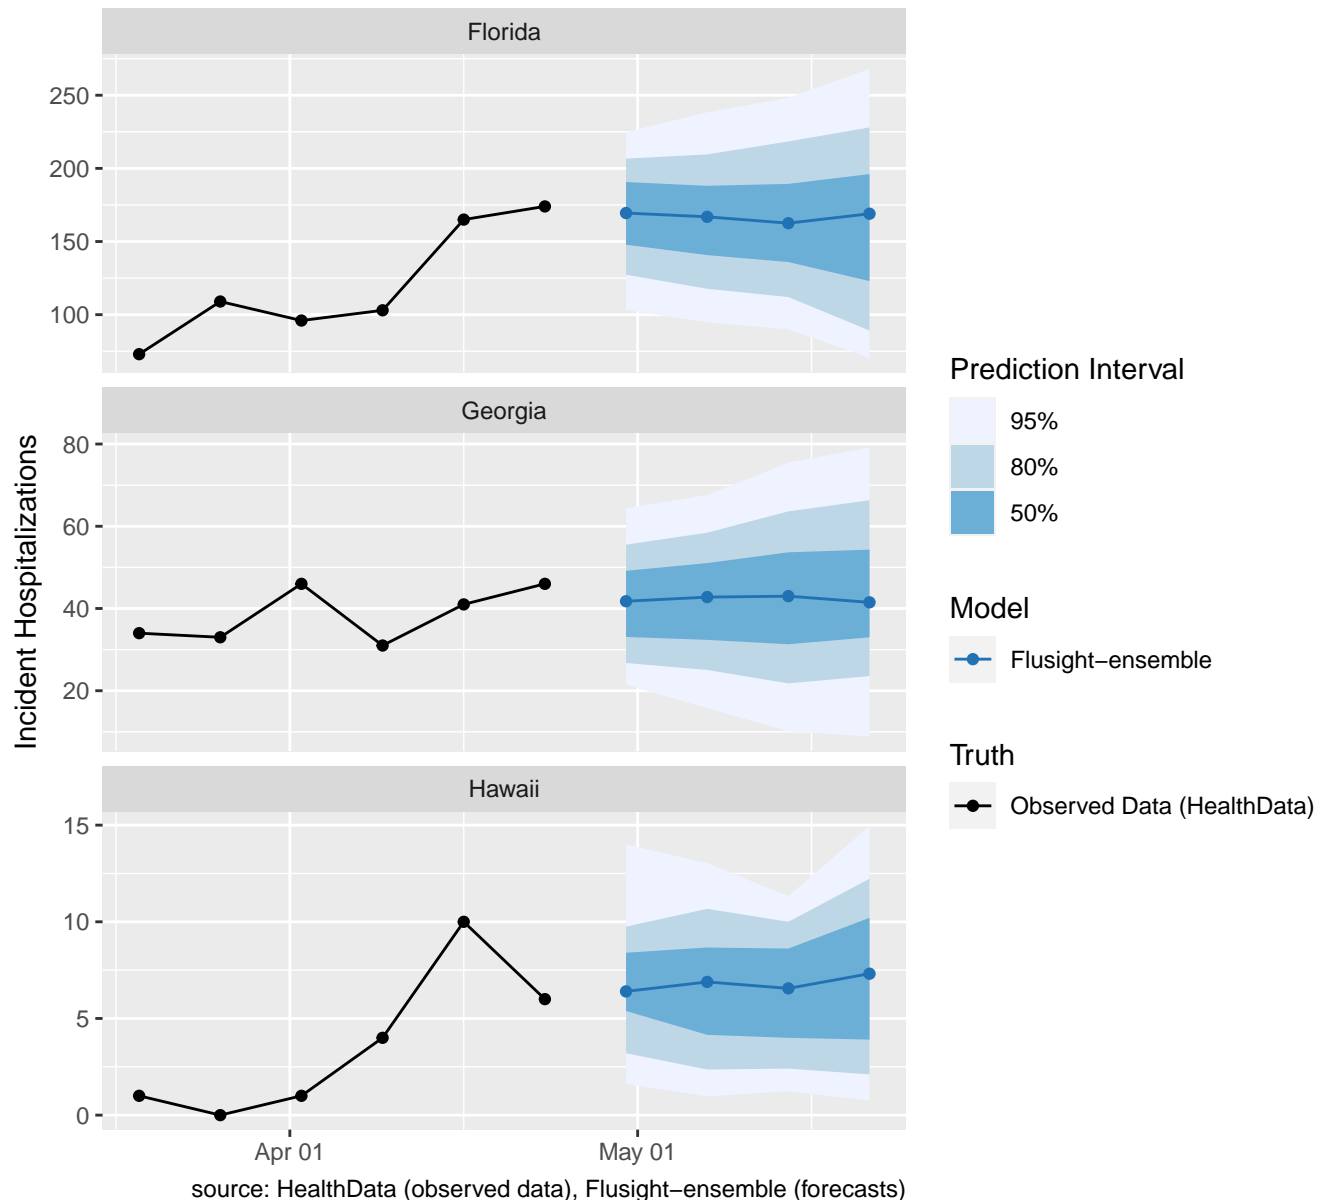 Florida
250
200
150
100
Georgia
80
60
40
20
Hawaii
15
10
5
0
Apr 01
May 01
Incident Hospitalizations
source: HealthData (observed data), Flusight−ensemble (forecasts)
Prediction Interval
95%
80%
50%
Model
Flusight−ensemble
Truth
Observed Data (HealthData)